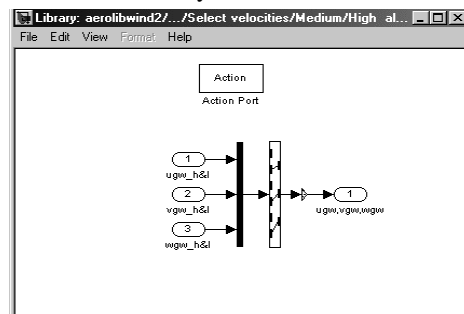 Library: aerolibwind2/.../Select velocities/Medium/High al...
File Edit View Format Help
Action
Action Port
1
ugw_h&l
2
vgw_h&l
3
wgw_h&l
1
ugw,vgw,wgw